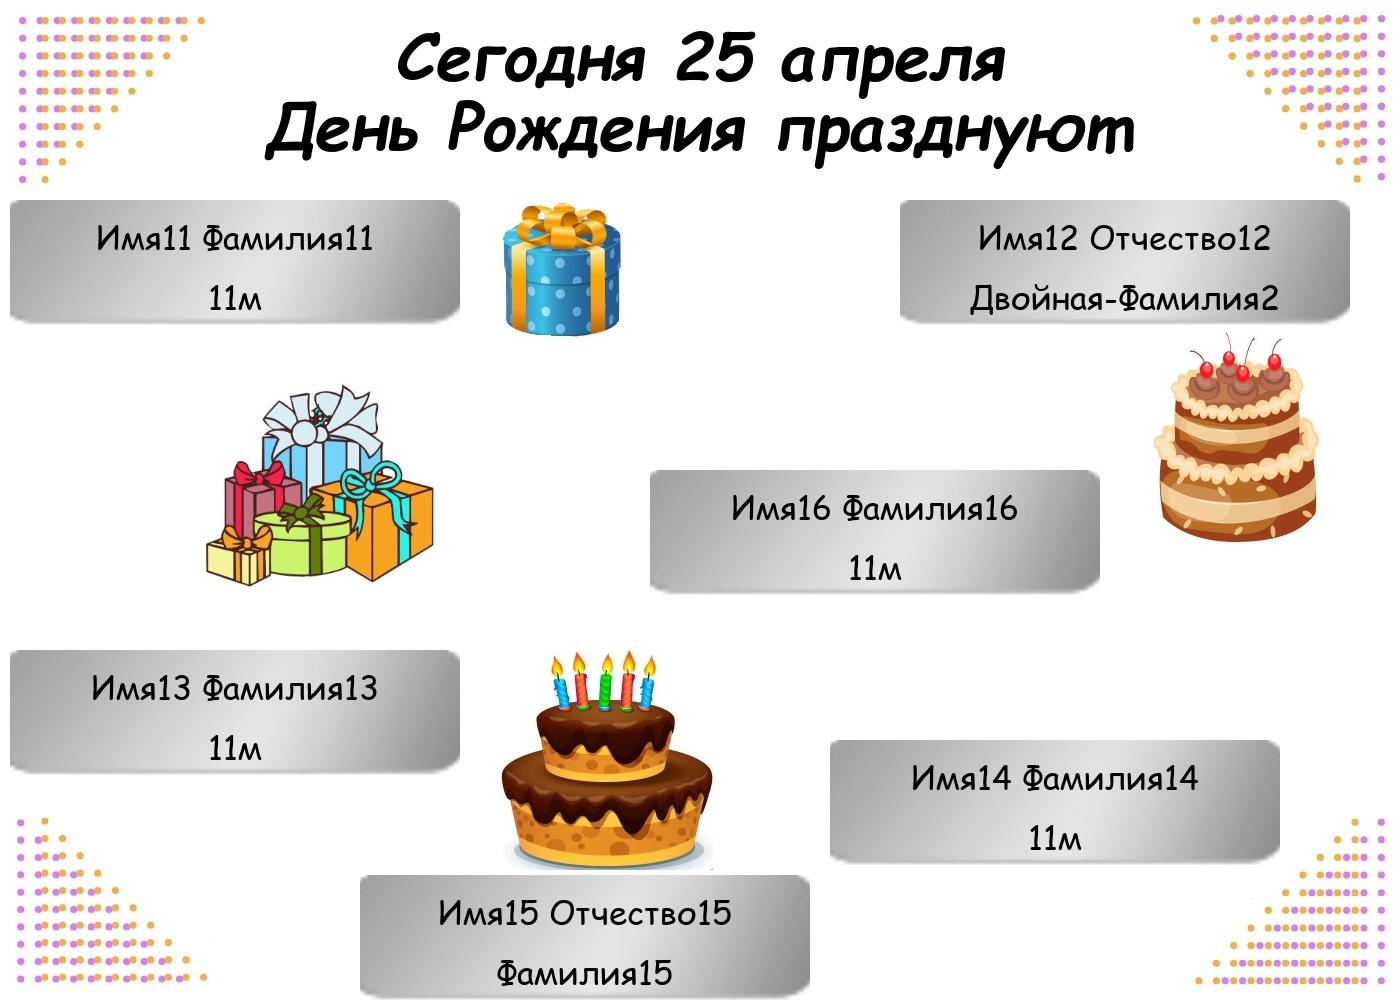 Сегодня 25 апреля
День Рождения празднуют
Имя11 Фамилия11
11м
Имя12 Отчество12
Двойная-Фамилия2
Имя16 Фамилия16
11м
Имя13 Фамилия13
11м
Имя14 Фамилия14
11м
Имя15 Отчество15
Фамилия15